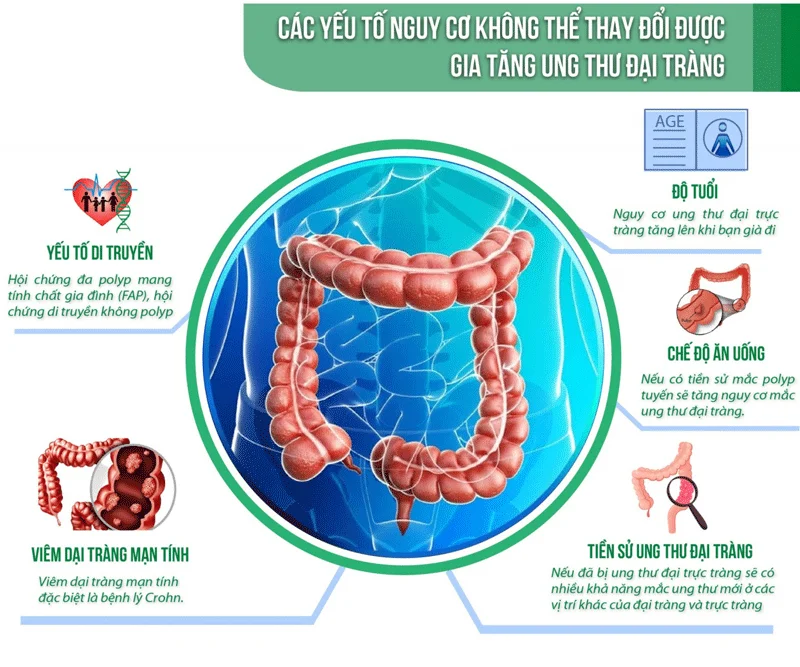 CÁC YẾU TỐ NGUY CƠ KHÔNG THỂ THAY ĐỔI ĐƯỢC
GIA TĂNG UNG THƯ ĐẠI TRÀNG
YẾU TỐ DI TRUYỀN
Hội chứng đa polyp mang
tính chất gia đình (FAP), hội
chứng di truyền không polyp
VIÊM DẠI TRÀNG MẠN TÍNH
Viêm dại tràng mạn tính
đặc biệt là bệnh lý Crohn.
AGE
ĐỘ TUỔI
Nguy cơ ung thư đại trực
tràng tăng lên khi bạn già đi
CHẾ ĐỘ ĂN UỐNG
Nếu có tiền sử mắc polyp
tuyến sẽ tăng nguy cơ mắc
ung thư đại tràng.
TIỀN SỬ UNG THƯ ĐẠI TRÀNG
Nếu đã bị ung thư đại trực tràng sẽ có
nhiều khả năng mắc ung thư mới ở các
vị trí khác của đại tràng và trực tràng